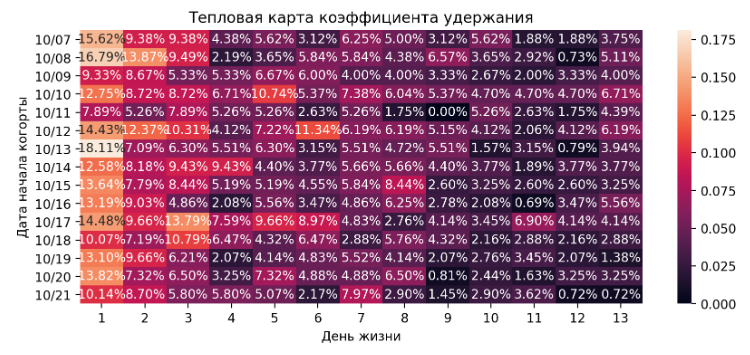 Тепловая карта коэффициента удержания
Дата начала когорты
10/07 15.62% 9.38% 9.38% 4.38% 5.62% 3.12% 6.25% 5.00% 3.12% 5.62% 1.88% 1.88% 3.75%
10/08 16.79% 13.87% 9.49% 2.19% 3.65% 5.84% 5.84% 4.38% 6.57% 3.65% 2.92% 0.73% 5.11%
10/09 9.33% 8.67% 5.33% 5.33% 6.67% 6.00% 4.00% 4.00% 3.33% 2.67% 2.00% 3.33% 4.00%
10/10 12.75% 8.72% 8.72% 6.71% 10.74% 5.37% 7.38% 6.04% 5.37% 4.70% 4.70% 4.70% 6.71%
10/11 7.89% 5.26% 7.89% 5.26% 5.26% 2.63% 5.26% 1.75% 0.00% 5.26% 2.63% 1.75% 4.39%
10/12 14.43% 12.37% 10.31% 4.12% 7.22% 11.34% 6.19% 6.19% 5.15% 4.12% 2.06% 4.12% 6.19%
10/13 18.11% 7.09% 6.30% 5.51% 6.30% 3.15% 5.51% 4.72% 5.51% 1.57% 3.15% 0.79% 3.94%
10/14 12.58% 8.18% 9.43% 9.43% 4.40% 3.77% 5.66% 5.66% 4.40% 3.77% 1.89% 3.77% 3.77%
10/15 13.64% 7.79% 8.44% 5.19% 5.19% 4.55% 5.84% 8.44% 2.60% 3.25% 2.60% 2.60% 3.25%
10/16 13.19% 9.03% 4.86% 2.08% 5.56% 3.47% 4.86% 6.25% 2.78% 2.08% 0.69% 3.47% 5.56%
10/17 14.48% 9.66% 13.79% 7.59% 9.66% 8.97% 4.83% 2.76% 4.14% 3.45% 6.90% 4.14% 4.14%
10/18 10.07% 7.19% 10.79% 6.47% 4.32% 6.47% 2.88% 5.76% 4.32% 2.16% 2.88% 2.16% 2.88%
10/19 13.10% 9.66% 6.21% 2.07% 4.14% 4.83% 5.52% 4.14% 2.07% 2.76% 3.45% 2.07% 1.38%
10/20 13.82% 7.32% 6.50% 3.25% 7.32% 4.88% 4.88% 6.50% 0.81% 2.44% 1.63% 3.25% 3.25%
10/21 10.14% 8.70% 5.80% 5.80% 5.07% 2.17% 7.97% 2.90% 1.45% 2.90% 3.62% 0.72% 0.72%
1 2 3 4 5 6 7 8 9 10 11 12 13
День жизни
0.175
0.150
0.125
0.100
0.075
0.050
0.025
0.000